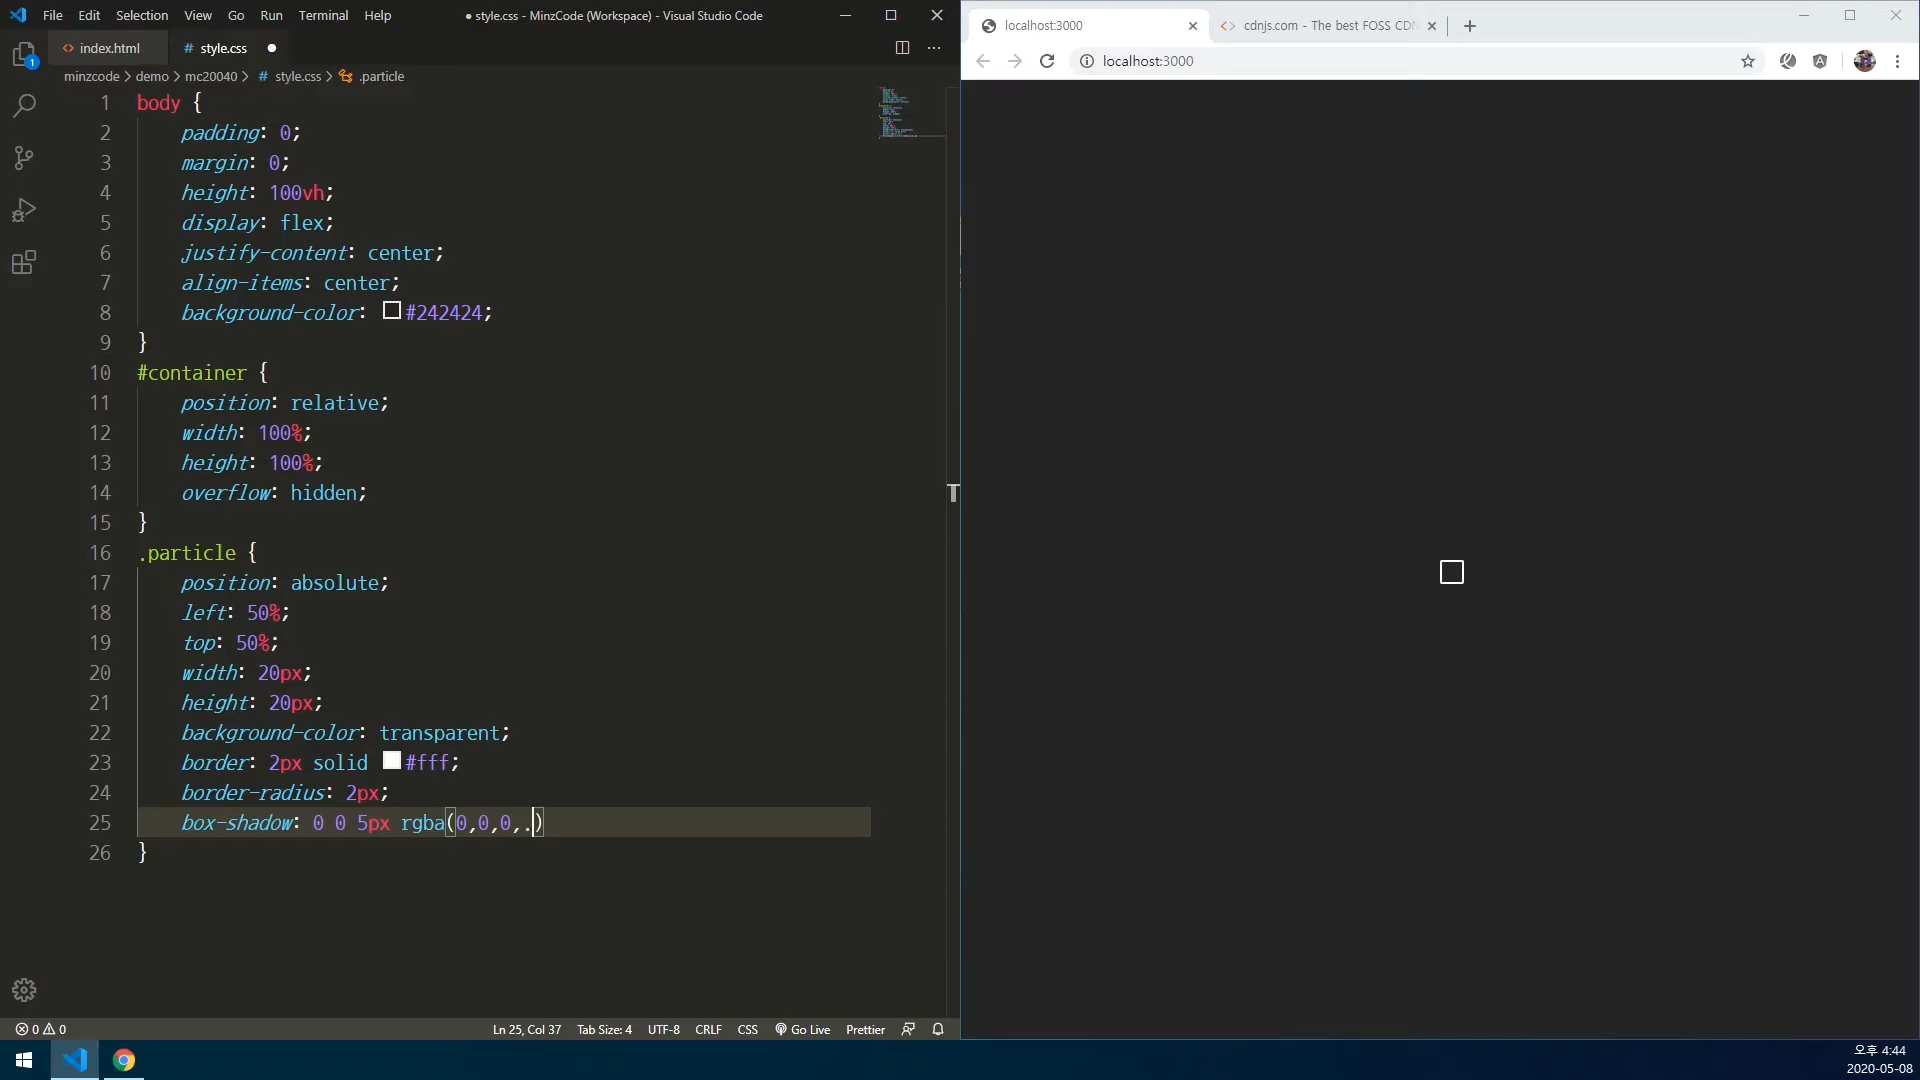 File Edit Selection View Go Run Terminal Help
● style.css - MinzCode (Workspace) - Visual Studio Code
index.html
# style.css
minzcode > demo > mc20040 > # style.css > .particle
1 body {
2 padding: 0;
3 margin: 0;
4 height: 100vh;
5 display: flex;
6 justify-content: center;
7 align-items: center;
8 background-color: #242424;
9 }
10 #container {
11 position: relative;
12 width: 100%;
13 height: 100%;
14 overflow: hidden;
15 }
16 .particle {
17 position: absolute;
18 left: 50%;
19 top: 50%;
20 width: 20px;
21 height: 20px;
22 background-color: transparent;
23 border: 2px solid #fff;
24 border-radius: 2px;
25 box-shadow: 0 0 5px rgba(0,0,0,.)
26 }
1
0 0
Ln 25, Col 37 Tab Size: 4 UTF-8 CRLF CSS Go Live Prettier
localhost:3000
cdnjs.com - The best FOSS CDN
localhost:3000
오후 4:44
2020-05-08